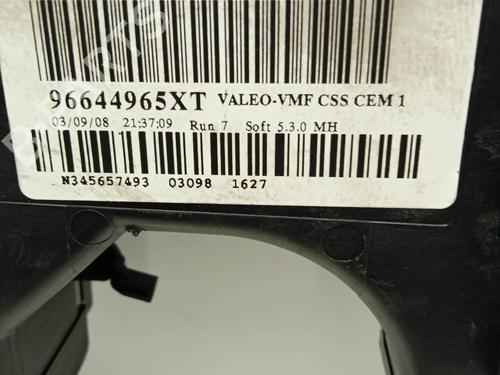 96644965XT VALEO-VMF CSS CEM 1
03/09/08 21:37:09 Run 7 Soft 5.3.0 MH
N345657493 03098 1627